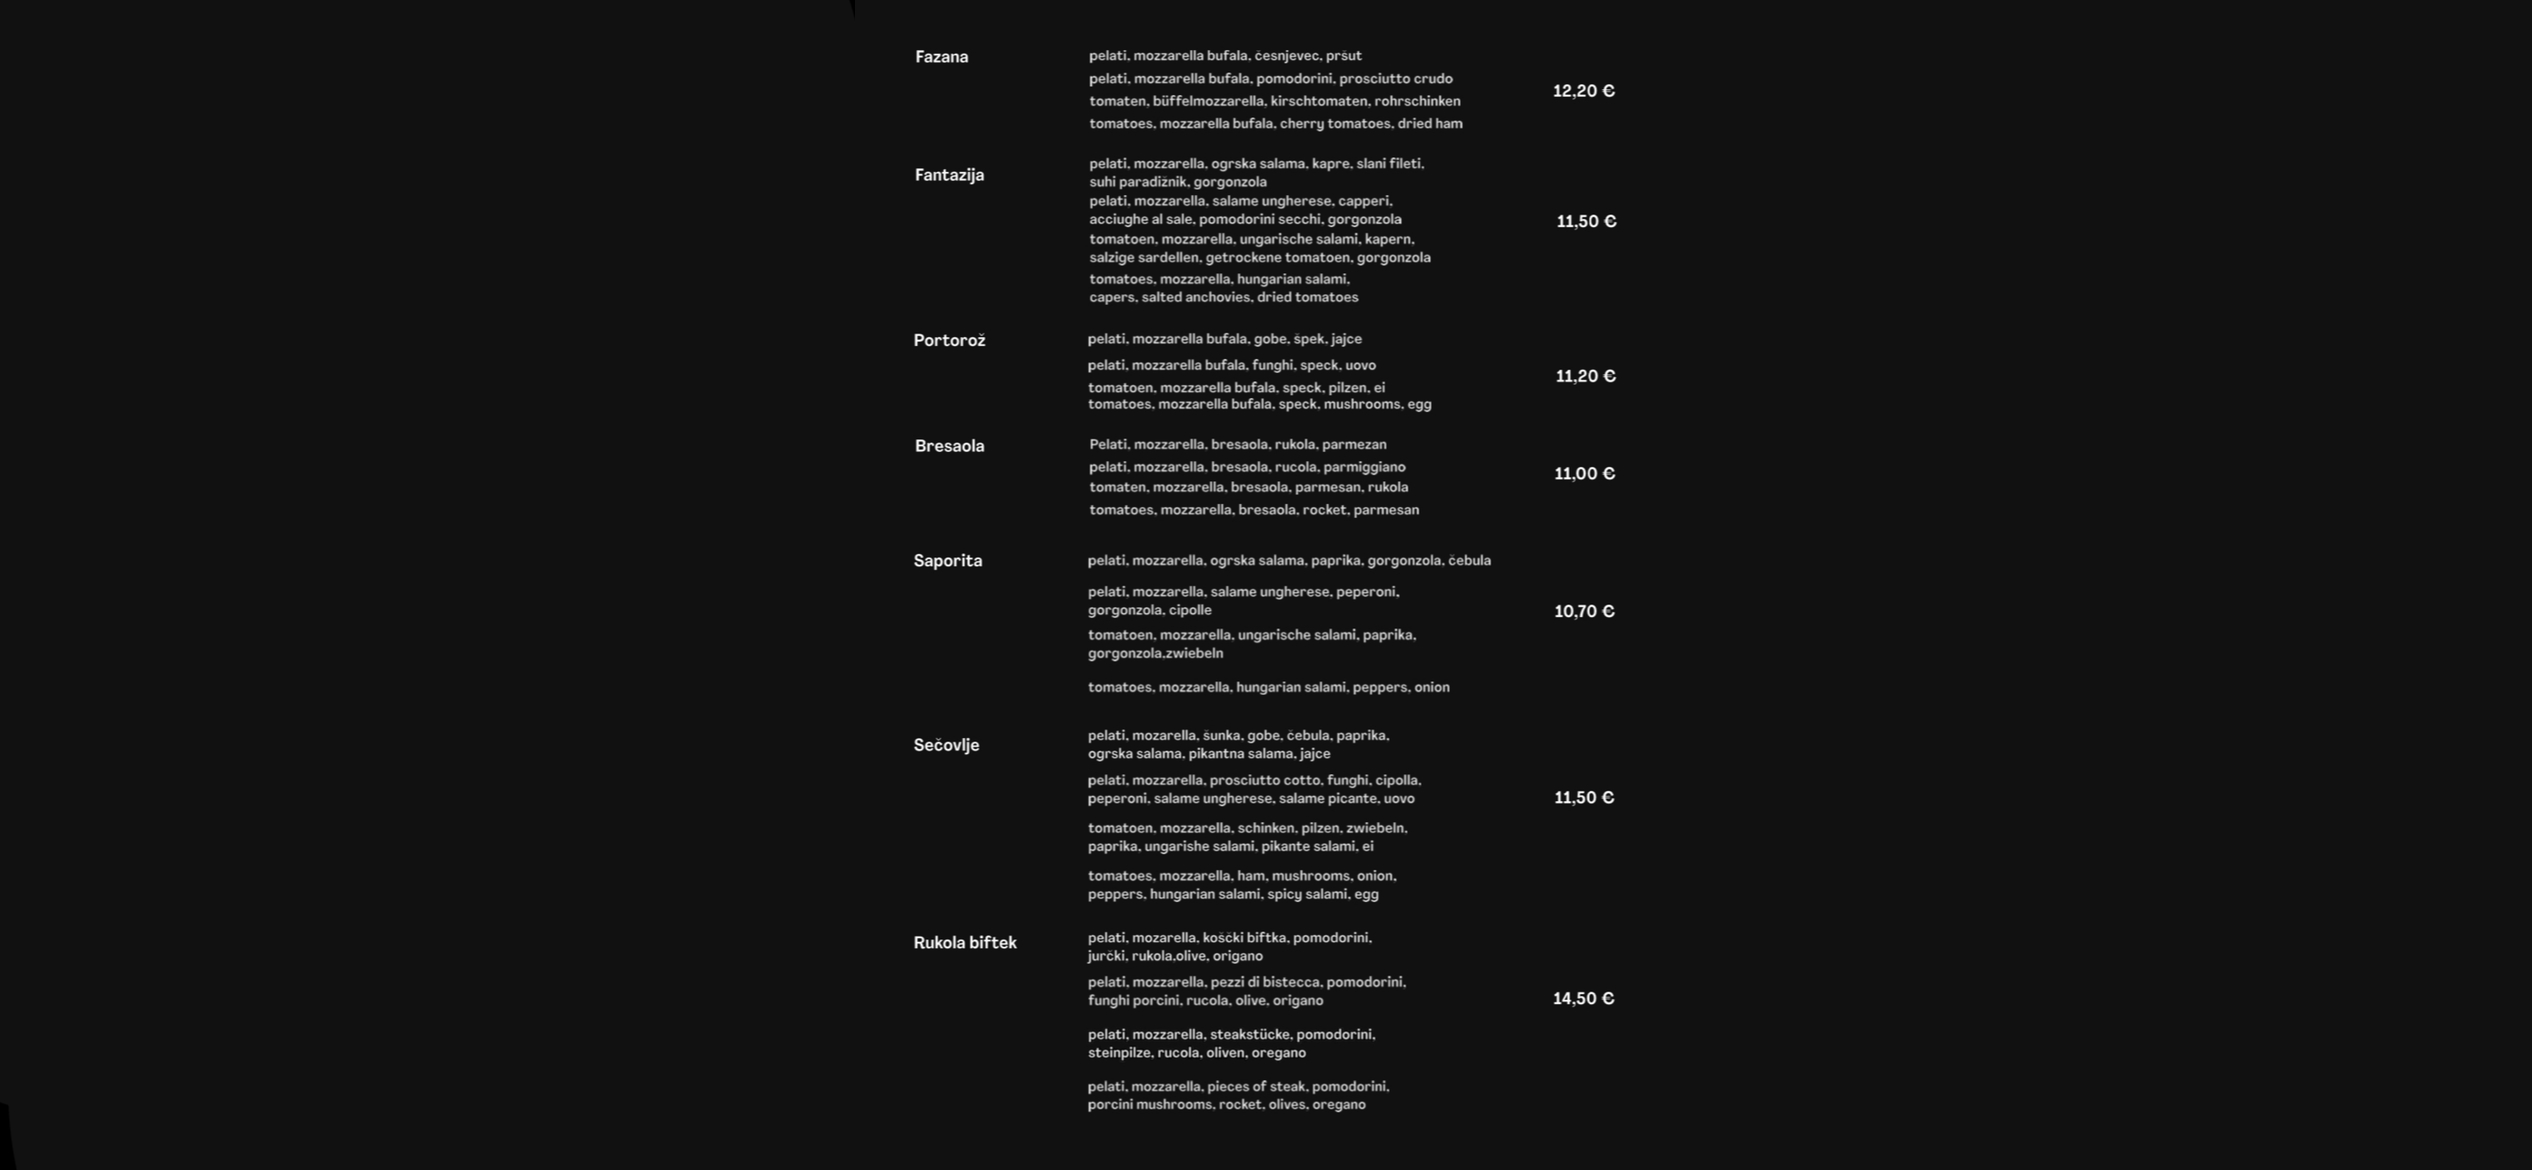 Fazana
pelati, mozzarella bufala, česnjevec, pršut
pelati, mozzarella bufala, pomodorini, prosciutto crudo
tomaten, büffelmozzarella, kirschtomaten, rohrschinken
tomatoes, mozzarella bufala, cherry tomatoes, dried ham
12,20 €
Fantazija
pelati, mozzarella, ogrska salama, kapre, slani fileti,
suhi paradižnik, gorgonzola
pelati, mozzarella, salame ungherese, capperi,
acciughe al sale, pomodorini secchi, gorgonzola
tomatoen, mozzarella, ungarische salami, kapern,
salzige sardellen, getrockene tomatoen, gorgonzola
tomatoes, mozzarella, hungarian salami,
capers, salted anchovies, dried tomatoes
11,50 €
Portorož
pelati, mozzarella bufala, gobe, špek, jajce
pelati, mozzarella bufala, funghi, speck, uovo
tomatoen, mozzarella bufala, speck, pilzen, ei
tomatoes, mozzarella bufala, speck, mushrooms, egg
11,20 €
Bresaola
Pelati, mozzarella, bresaola, rukola, parmezan
pelati, mozzarella, bresaola, rucola, parmiggiano
tomaten, mozzarella, bresaola, parmesan, rukola
tomatoes, mozzarella, bresaola, rocket, parmesan
11,00 €
Saporita
pelati, mozzarella, ogrska salama, paprika, gorgonzola, čebula
pelati, mozzarella, salame ungherese, peperoni,
gorgonzola, cipolle
tomatoen, mozzarella, ungarische salami, paprika,
gorgonzola,zwiebeln
tomatoes, mozzarella, hungarian salami, peppers, onion
10,70 €
Sečovlje
pelati, mozarella, šunka, gobe, čebula, paprika,
ogrska salama, pikantna salama, jajce
pelati, mozzarella, prosciutto cotto, funghi, cipolla,
peperoni, salame ungherese, salame picante, uovo
tomatoen, mozzarella, schinken, pilzen, zwiebeln,
paprika, ungarishe salami, pikante salami, ei
tomatoes, mozzarella, ham, mushrooms, onion,
peppers, hungarian salami, spicy salami, egg
11,50 €
Rukola biftek
pelati, mozarella, koščki biftka, pomodorini,
jurčki, rukola,olive, origano
pelati, mozzarella, pezzi di bistecca, pomodorini,
funghi porcini, rucola, olive, origano
pelati, mozzarella, steakstücke, pomodorini,
steinpilze, rucola, oliven, oregano
pelati, mozzarella, pieces of steak, pomodorini,
porcini mushrooms, rocket, olives, oregano
14,50 €